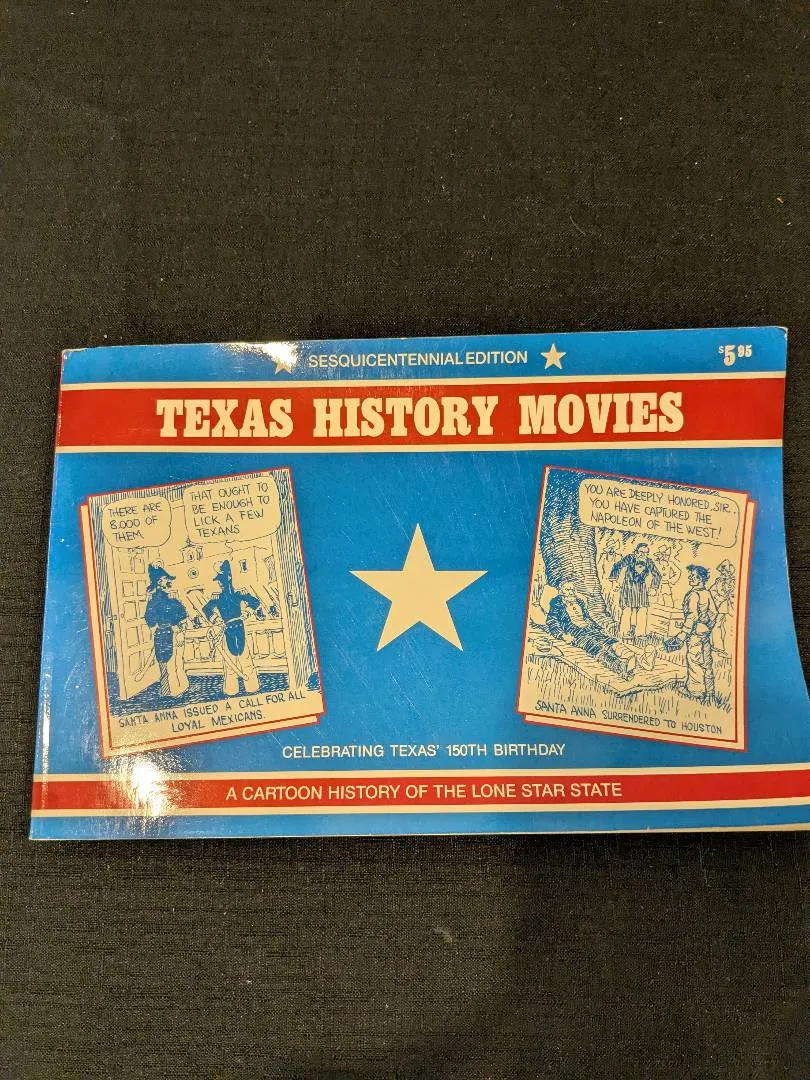 SESQUICENTENNIAL EDITION
$5.95
TEXAS HISTORY MOVIES
THERE ARE
8,000 OF
THEM
THAT OUGHT TO
BE ENOUGH TO
LICK A FEW
TEXANS
SANTA ANNA ISSUED A CALL FOR ALL
LOYAL MEXICANS.
YOU ARE DEEPLY HONORED, SIR..
YOU HAVE CAPTURED THE
NAPOLEON OF THE WEST!
SANTA ANNA SURRENDERED TO HOUSTON
CELEBRATING TEXAS' 150TH BIRTHDAY
A CARTOON HISTORY OF THE LONE STAR STATE